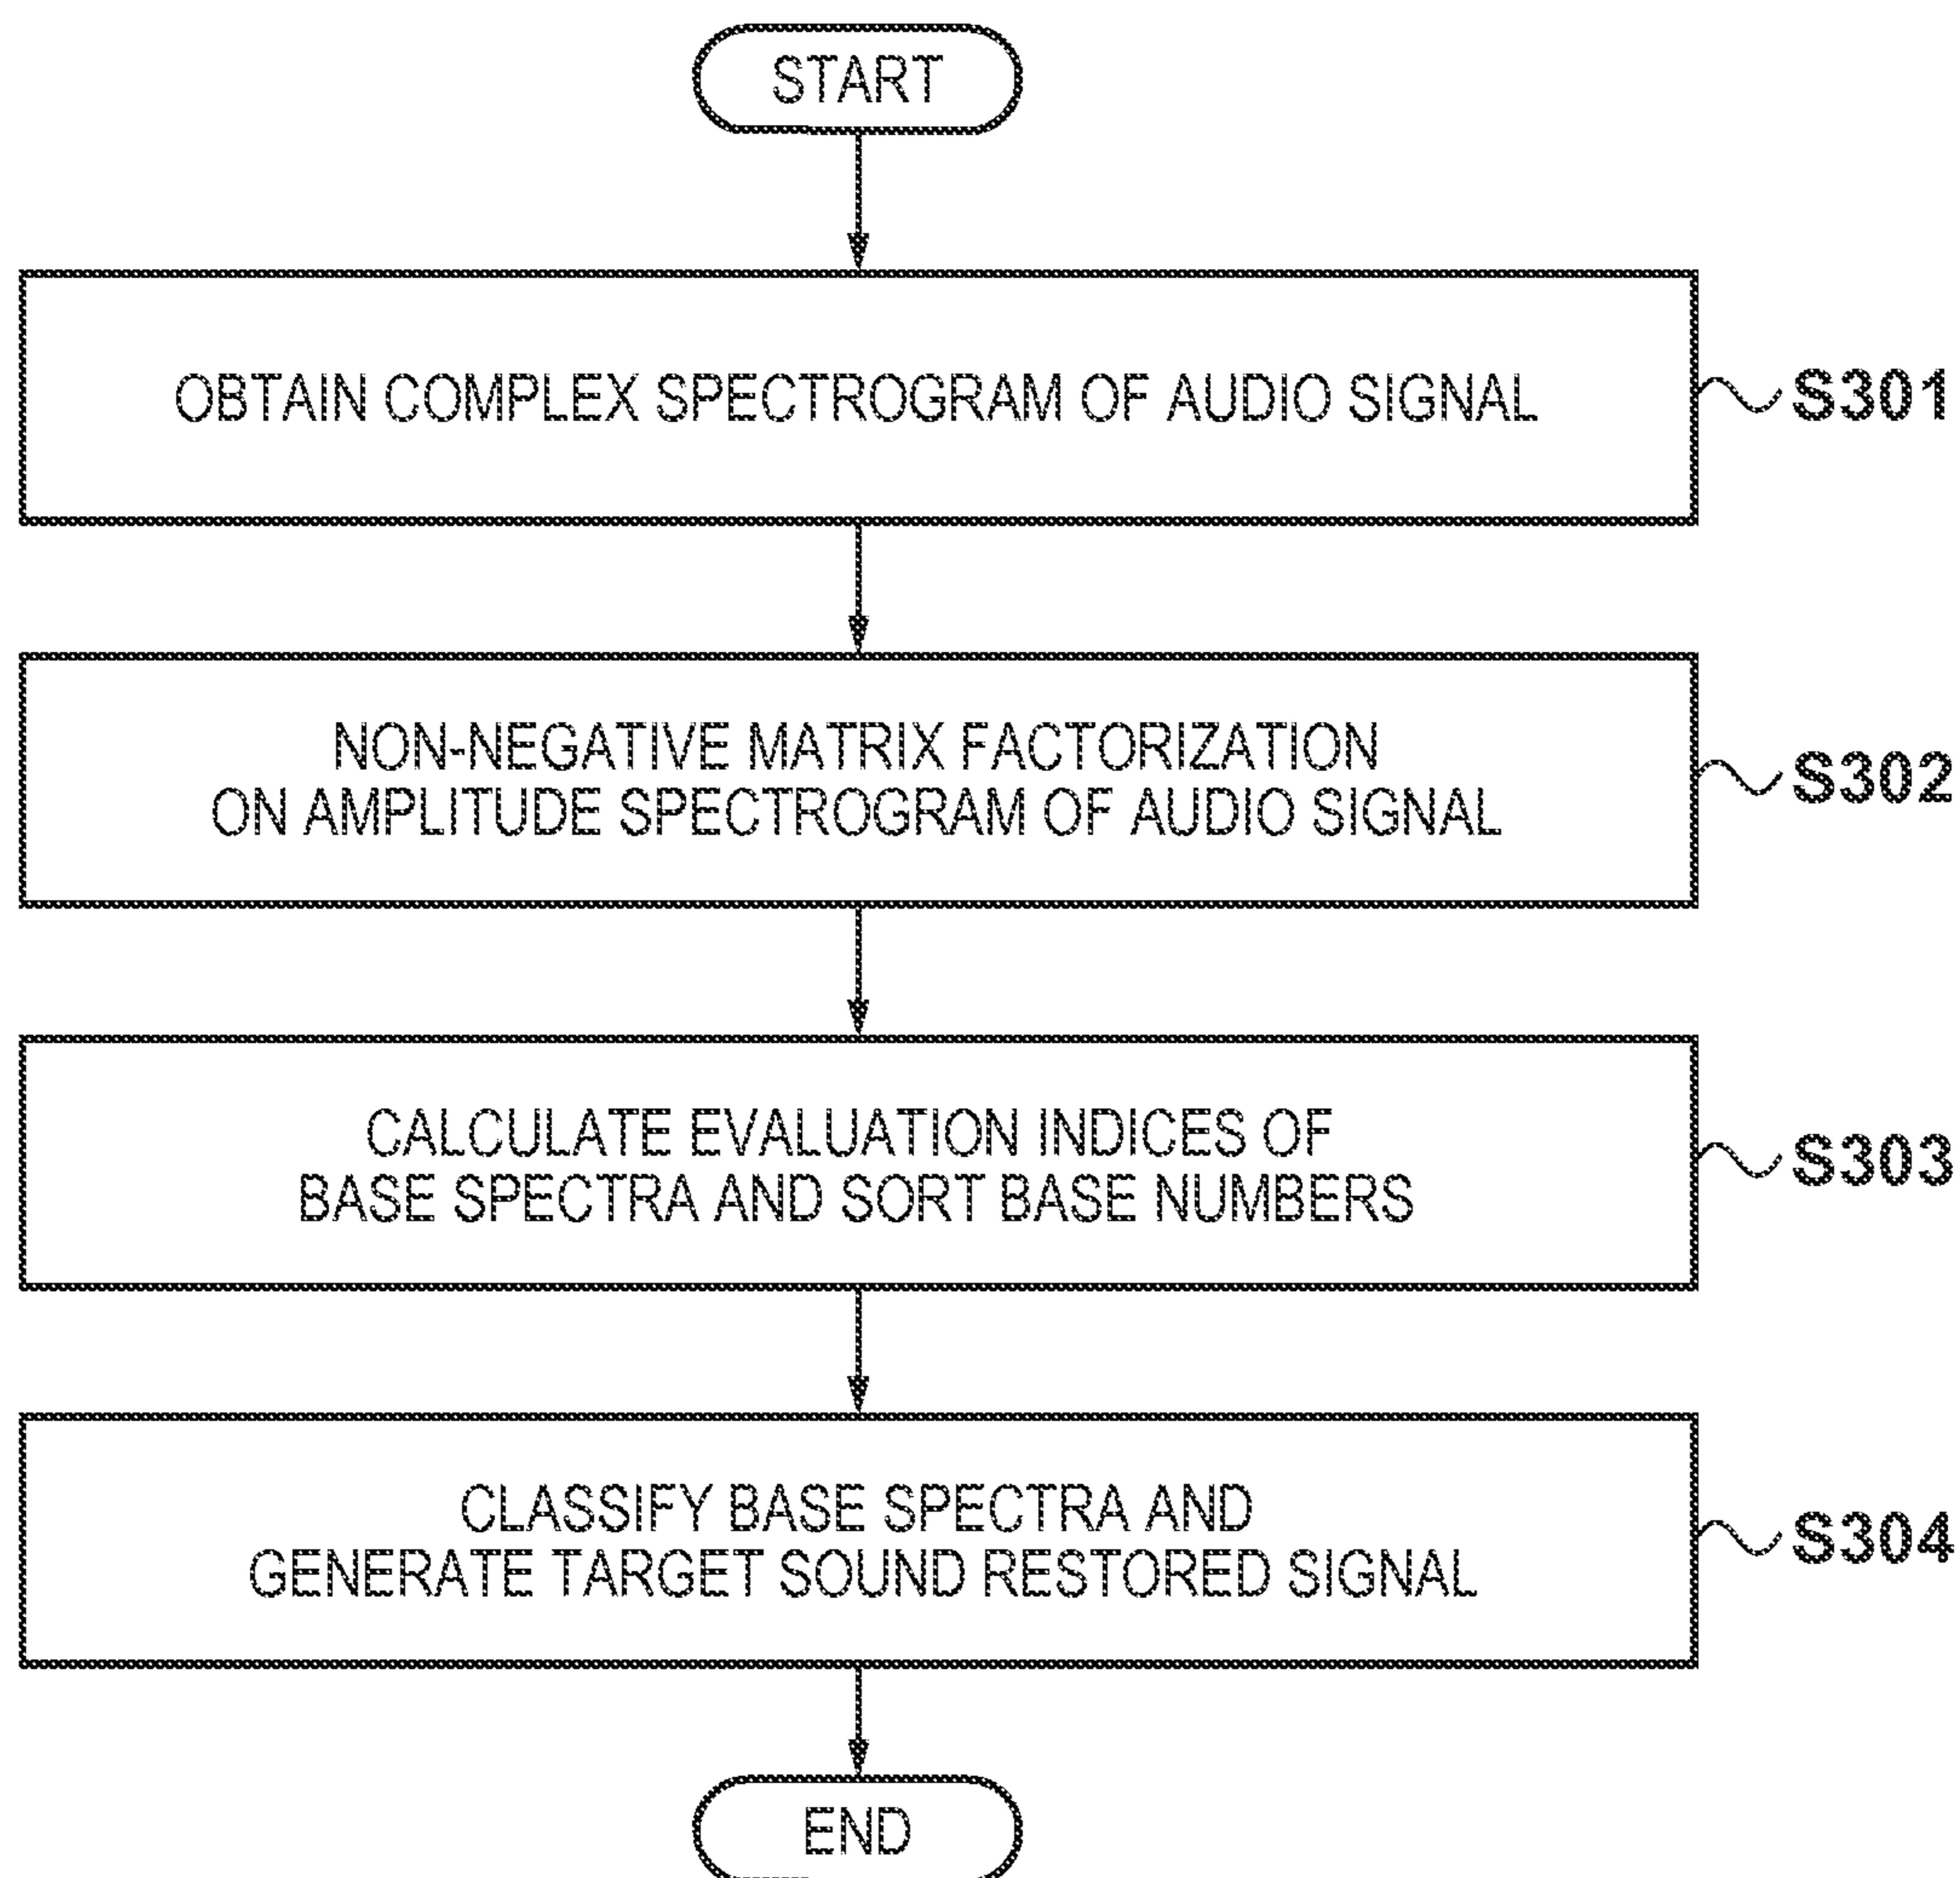 START
OBTAIN COMPLEX SPECTROGRAM OF AUDIO SIGNAL
S301
NON-NEGATIVE MATRIX FACTORIZATION
ON AMPLITUDE SPECTROGRAM OF AUDIO SIGNAL
S302
CALCULATE EVALUATION INDICES OF
BASE SPECTRA AND SORT BASE NUMBERS
S303
CLASSIFY BASE SPECTRA AND
GENERATE TARGET SOUND RESTORED SIGNAL
S304
END